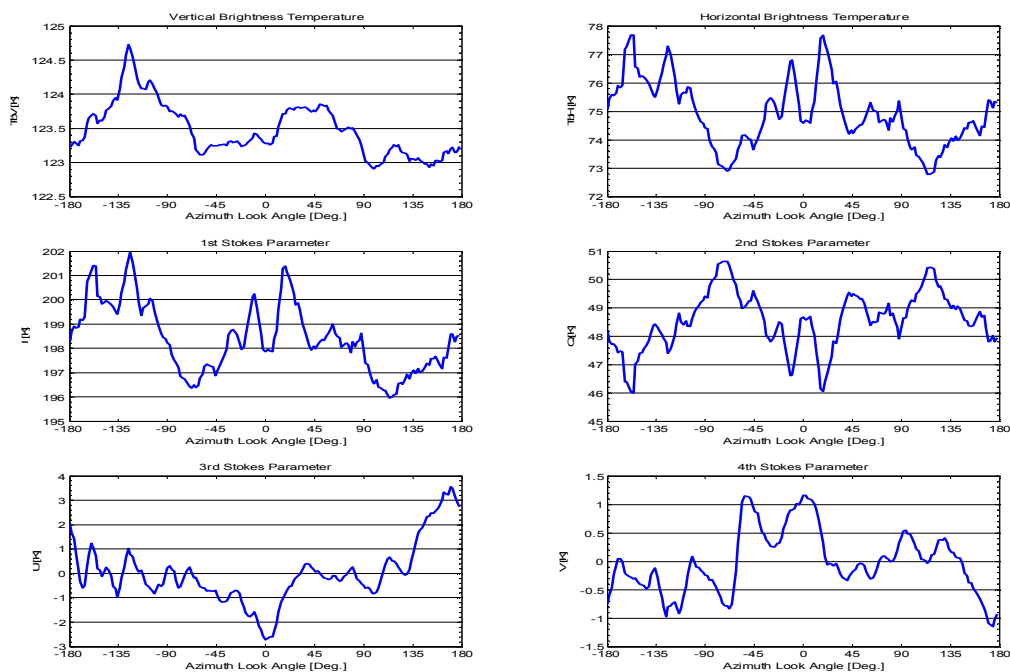 Vertical Brightness Temperature
125
124.5
124
123.5
123
122.5
TBV[K]
-180 -135 -90 -45 0 45 90 135 180
Azimuth Look Angle [Deg.]
Horizontal Brightness Temperature
78
77
76
75
74
73
72
TBH[K]
-180 -135 -90 -45 0 45 90 135 180
Azimuth Look Angle [Deg.]
1st Stokes Parameter
202
201
200
199
198
197
196
195
I [K]
-180 -135 -90 -45 0 45 90 135 180
Azimuth Look Angle [Deg.]
2nd Stokes Parameter
51
50
49
48
47
46
45
Q[K]
-180 -135 -90 -45 0 45 90 135 180
Azimuth Look Angle [Deg.]
3rd Stokes Parameter
4
3
2
1
0
-1
-2
-3
U[K]
-180 -135 -90 -45 0 45 90 135 180
Azimuth Look Angle [Deg.]
4th Stokes Parameter
1.5
1
0.5
0
-0.5
-1
-1.5
V[K]
-180 -135 -90 -45 0 45 90 135 180
Azimuth Look Angle [Deg.]